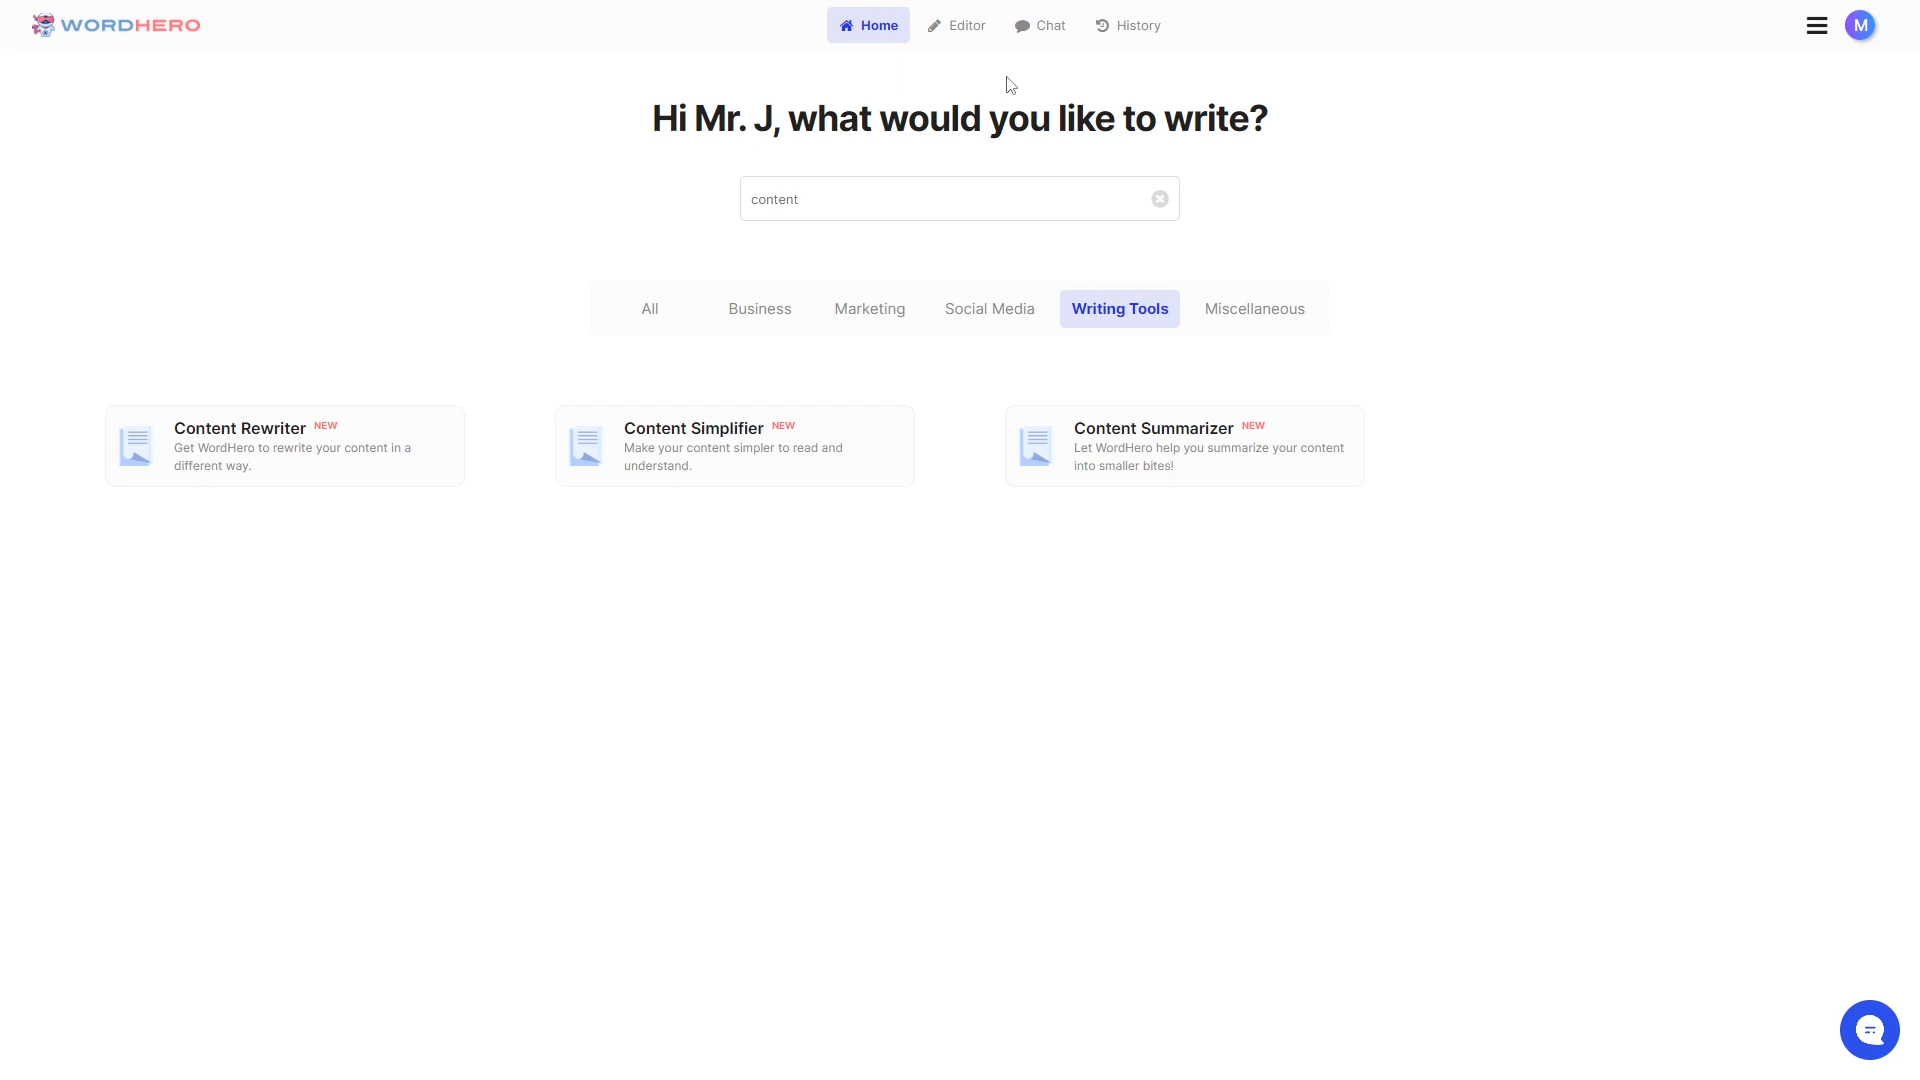 WORDHERO
Home
Editor
Chat
History
M
Hi Mr. J, what would you like to write?
content
All
Business
Marketing
Social Media
Writing Tools
Miscellaneous
Content Rewriter NEW
Get WordHero to rewrite your content in a
different way.
Content Simplifier NEW
Make your content simpler to read and
understand.
Content Summarizer NEW
Let WordHero help you summarize your content
into smaller bites!